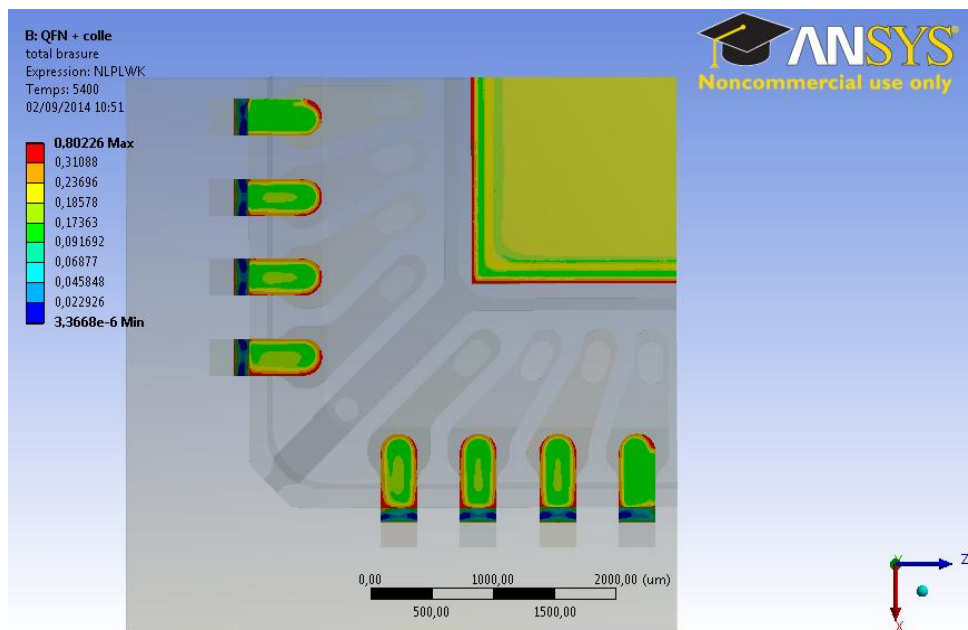 B: QFN + colle
total brasure
Expression: NLPLWK
Temps: 5400
02/09/2014 10:51
0,80226 Max
0,31088
0,23696
0,18578
0,17363
0,091692
0,06877
0,045848
0,022926
3,3668e-6 Min
ANSYS
Noncommercial use only
0,00
1000,00
2000,00 (um)
500,00
1500,00
Y
Z
X